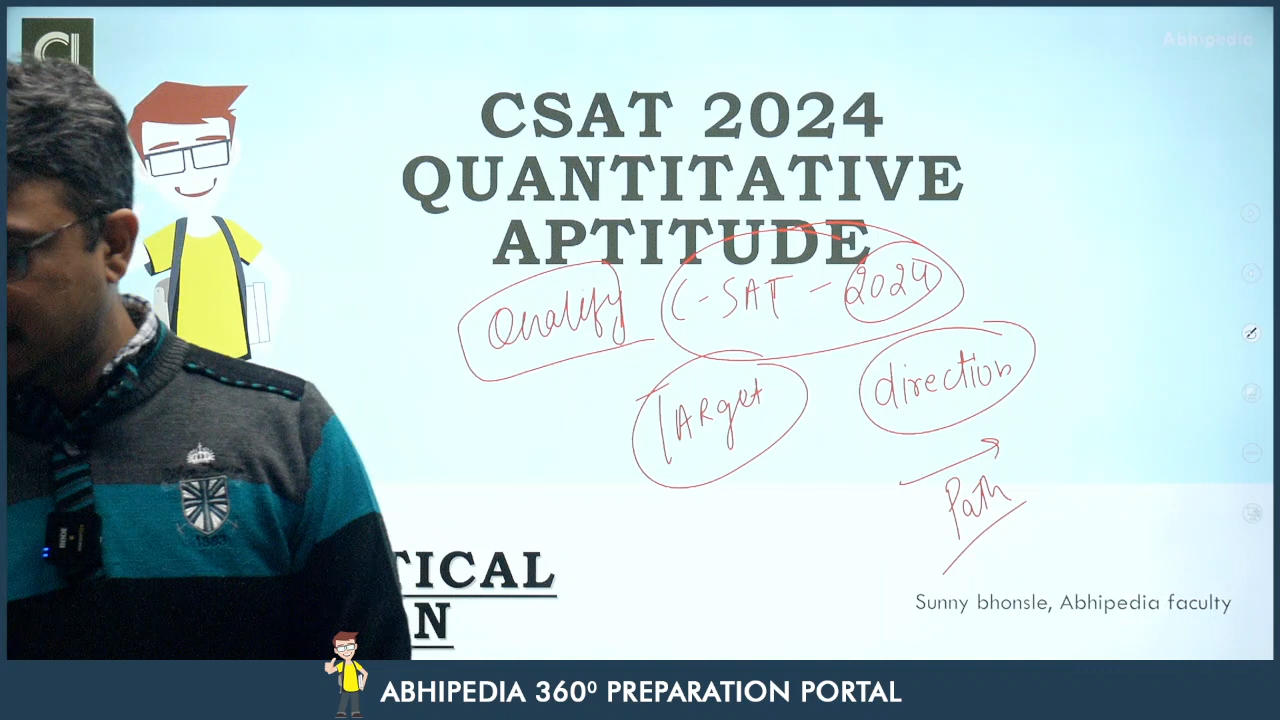 Abhipedia
CSAT 2024
QUANTITATIVE
APTITUDE
Qualify C-SAT - 2024
TARgeT direction
Path
TICAL
N
Sunny bhonsle, Abhipedia faculty
1883
ABHIPEDIA 360⁰ PREPARATION PORTAL